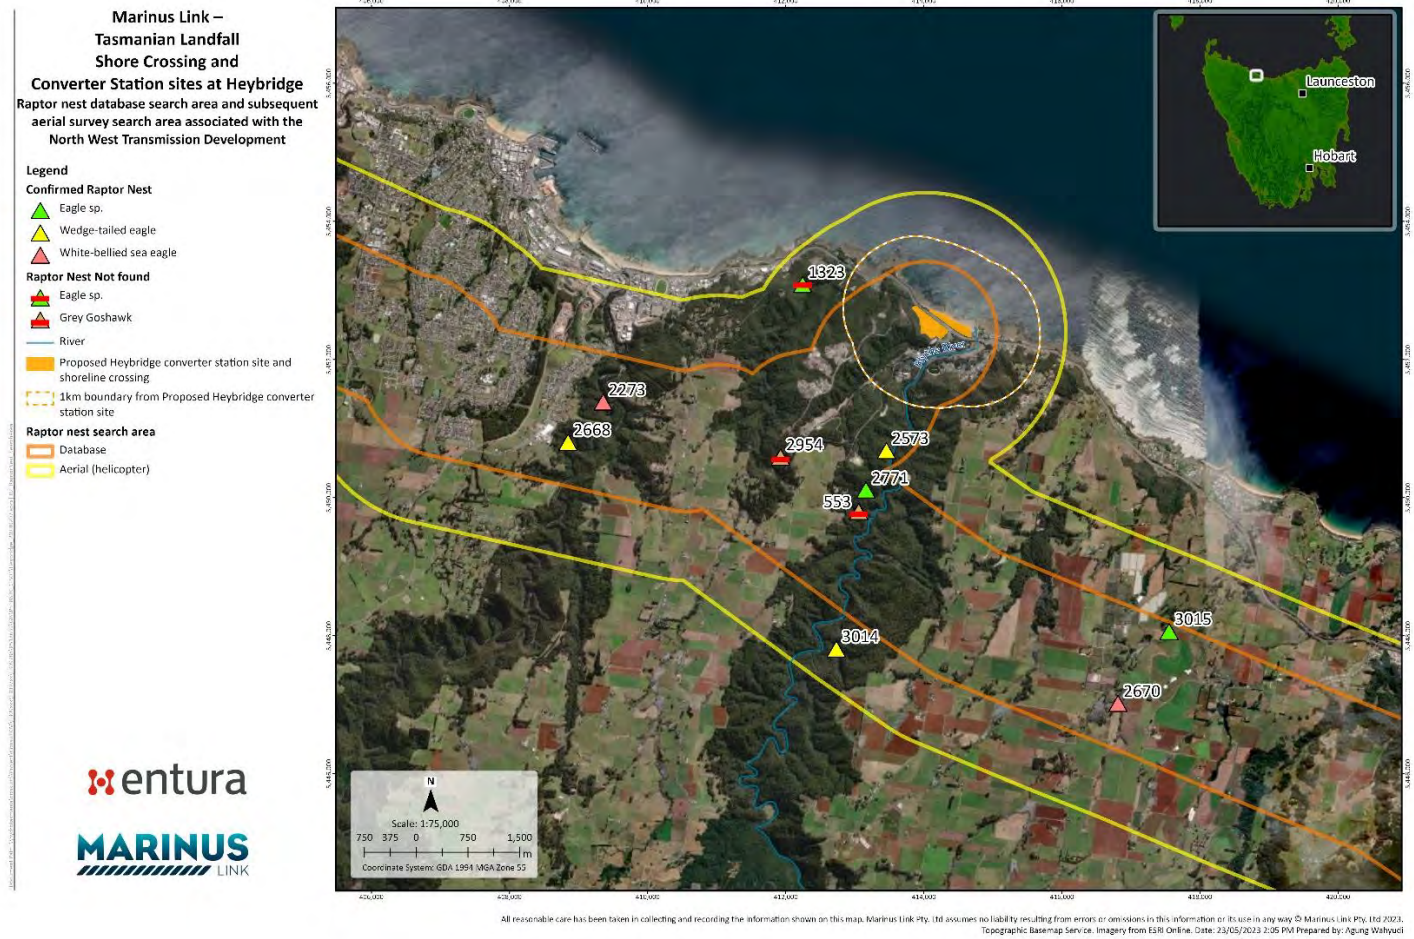 Marinus Link –
Tasmanian Landfall
Shore Crossing and
Converter Station sites at Heybridge
Raptor nest database search area and subsequent
aerial survey search area associated with the
North West Transmission Development
Legend
Confirmed Raptor Nest
Eagle sp.
Wedge-tailed eagle
White-bellied sea eagle
Raptor Nest Not found
Eagle sp.
Grey Goshawk
River
Proposed Heybridge converter station site and
shoreline crossing
1km boundary from Proposed Heybridge converter
station site
Raptor nest search area
Database
Aerial (helicopter)
entura
MARINUS
LINK
Launceston
Hobart
1323
River
2273
2668
2954
2573
2771
553
3014
3015
2670
N
Scale: 1:75,000
750 375 0 750 1,500
m
Coordinate System: GDA 1994 MGA Zone 55
All reasonable care has been taken in collecting and recording the information shown on this map. Marinus Link Pty. Ltd assumes no liability resulting from errors or omissions in this information or its use in any way © Marinus Link Pty. Ltd 2023.
Topographic Basemap Service. Imagery from ESRI Online. Date: 23/05/2023 2:05 PM Prepared by: Agung Wahyudi